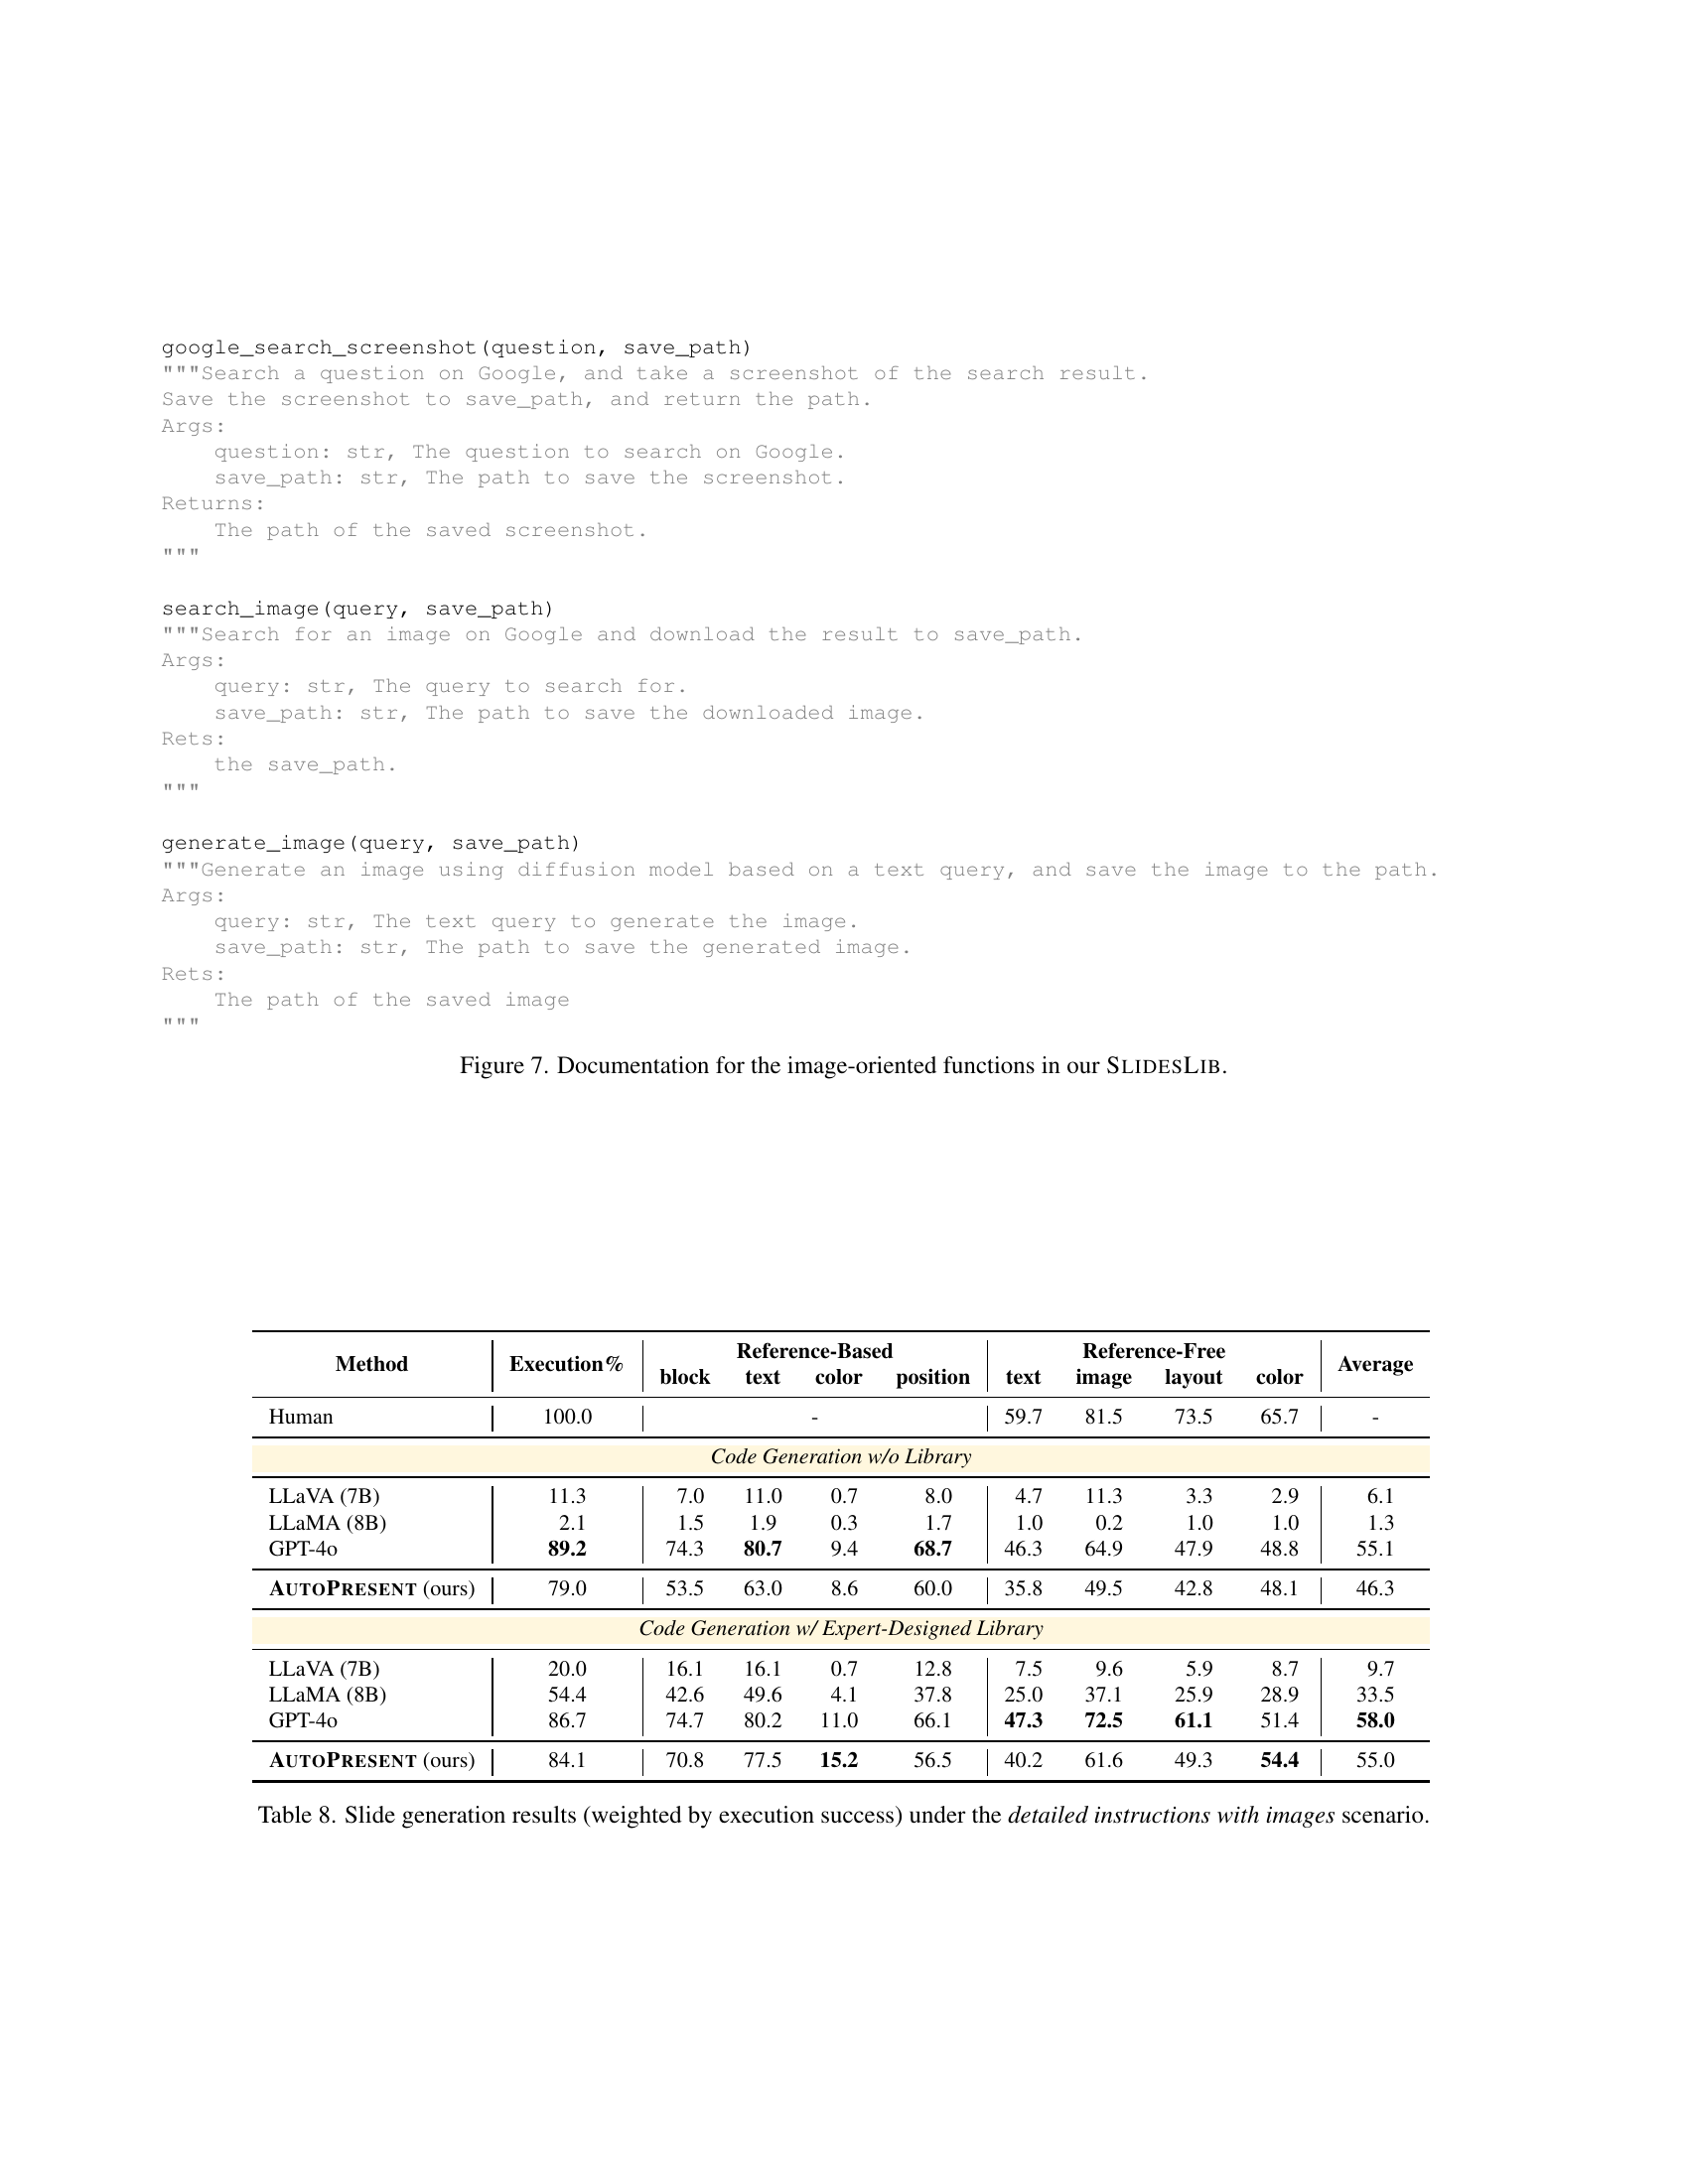 google_search_screenshot(question, save_path)
"""Search a question on Google, and take a screenshot of the search result.
Save the screenshot to save_path, and return the path.
Args:
    question: str, The question to search on Google.
    save_path: str, The path to save the screenshot.
Returns:
    The path of the saved screenshot.
"""
search_image(query, save_path)
"""Search for an image on Google and download the result to save_path.
Args:
    query: str, The query to search for.
    save_path: str, The path to save the downloaded image.
Rets:
    the save_path.
"""
generate_image(query, save_path)
"""Generate an image using diffusion model based on a text query, and save the image to the path.
Args:
    query: str, The text query to generate the image.
    save_path: str, The path to save the generated image.
Rets:
    The path of the saved image
"""
Figure 7. Documentation for the image-oriented functions in our SLIDESLIB.
Method Execution% Reference-Based Reference-Free Average
block text color position text image layout color
Human 100.0 - 59.7 81.5 73.5 65.7 -
Code Generation w/o Library
LLaVA (7B) 11.3 7.0 11.0 0.7 8.0 4.7 11.3 3.3 2.9 6.1
LLaMA (8B) 2.1 1.5 1.9 0.3 1.7 1.0 0.2 1.0 1.0 1.3
GPT-4o 89.2 74.3 80.7 9.4 68.7 46.3 64.9 47.9 48.8 55.1
AUTOPRESENT (ours) 79.0 53.5 63.0 8.6 60.0 35.8 49.5 42.8 48.1 46.3
Code Generation w/ Expert-Designed Library
LLaVA (7B) 20.0 16.1 16.1 0.7 12.8 7.5 9.6 5.9 8.7 9.7
LLaMA (8B) 54.4 42.6 49.6 4.1 37.8 25.0 37.1 25.9 28.9 33.5
GPT-4o 86.7 74.7 80.2 11.0 66.1 47.3 72.5 61.1 51.4 58.0
AUTOPRESENT (ours) 84.1 70.8 77.5 15.2 56.5 40.2 61.6 49.3 54.4 55.0
Table 8. Slide generation results (weighted by execution success) under the detailed instructions with images scenario.